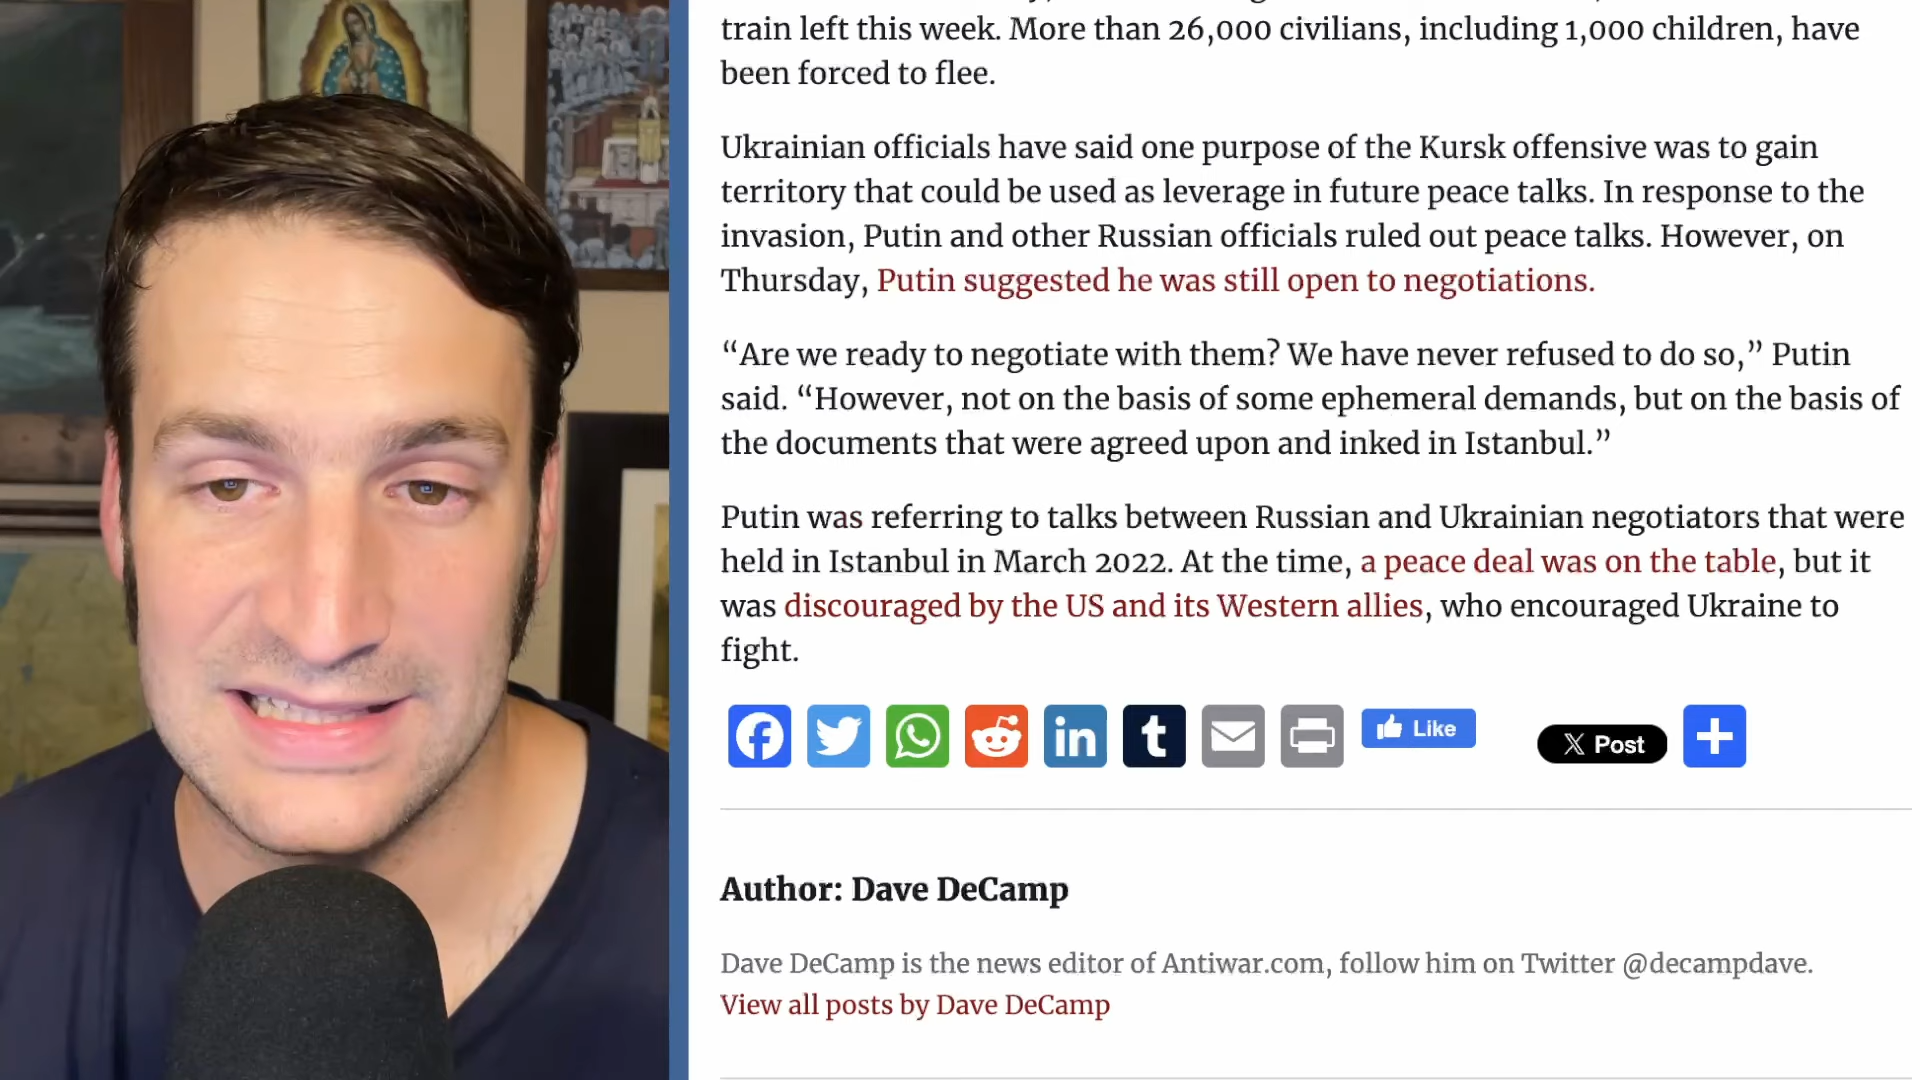 train left this week. More than 26,000 civilians, including 1,000 children, have
been forced to flee.
Ukrainian officials have said one purpose of the Kursk offensive was to gain
territory that could be used as leverage in future peace talks. In response to the
invasion, Putin and other Russian officials ruled out peace talks. However, on
Thursday, Putin suggested he was still open to negotiations.
“Are we ready to negotiate with them? We have never refused to do so,” Putin
said. “However, not on the basis of some ephemeral demands, but on the basis of
the documents that were agreed upon and inked in Istanbul.”
Putin was referring to talks between Russian and Ukrainian negotiators that were
held in Istanbul in March 2022. At the time, a peace deal was on the table, but it
was discouraged by the US and its Western allies, who encouraged Ukraine to
fight.
Like
X Post
Author: Dave DeCamp
Dave DeCamp is the news editor of Antiwar.com, follow him on Twitter @decampdave.
View all posts by Dave DeCamp